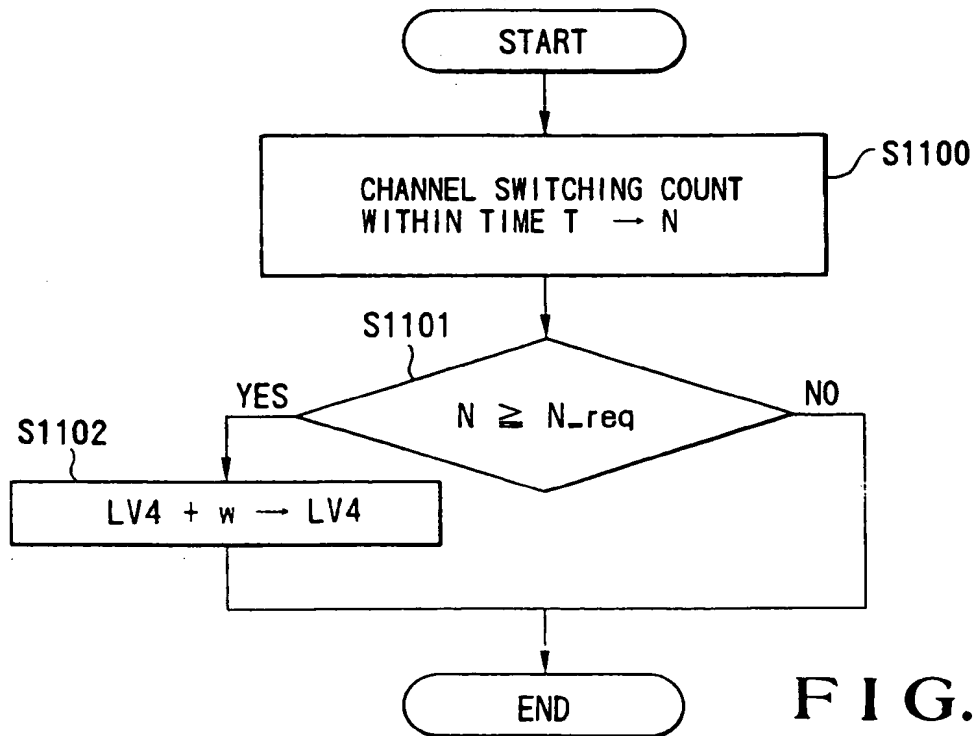 START
S1100
CHANNEL SWITCHING COUNT
WITHIN TIME T → N
S1101
YES
N ≧ N_req
NO
S1102
LV4 + w → LV4
END
FIG.